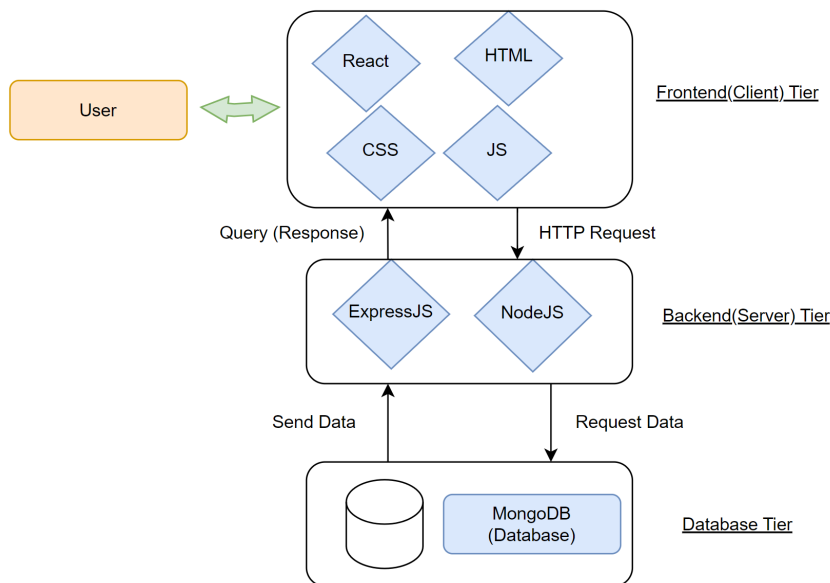 React
HTML
Frontend(Client) Tier
User
CSS
JS
Query (Response)
HTTP Request
ExpressJS
NodeJS
Backend(Server) Tier
Send Data
Request Data
MongoDB
(Database)
Database Tier